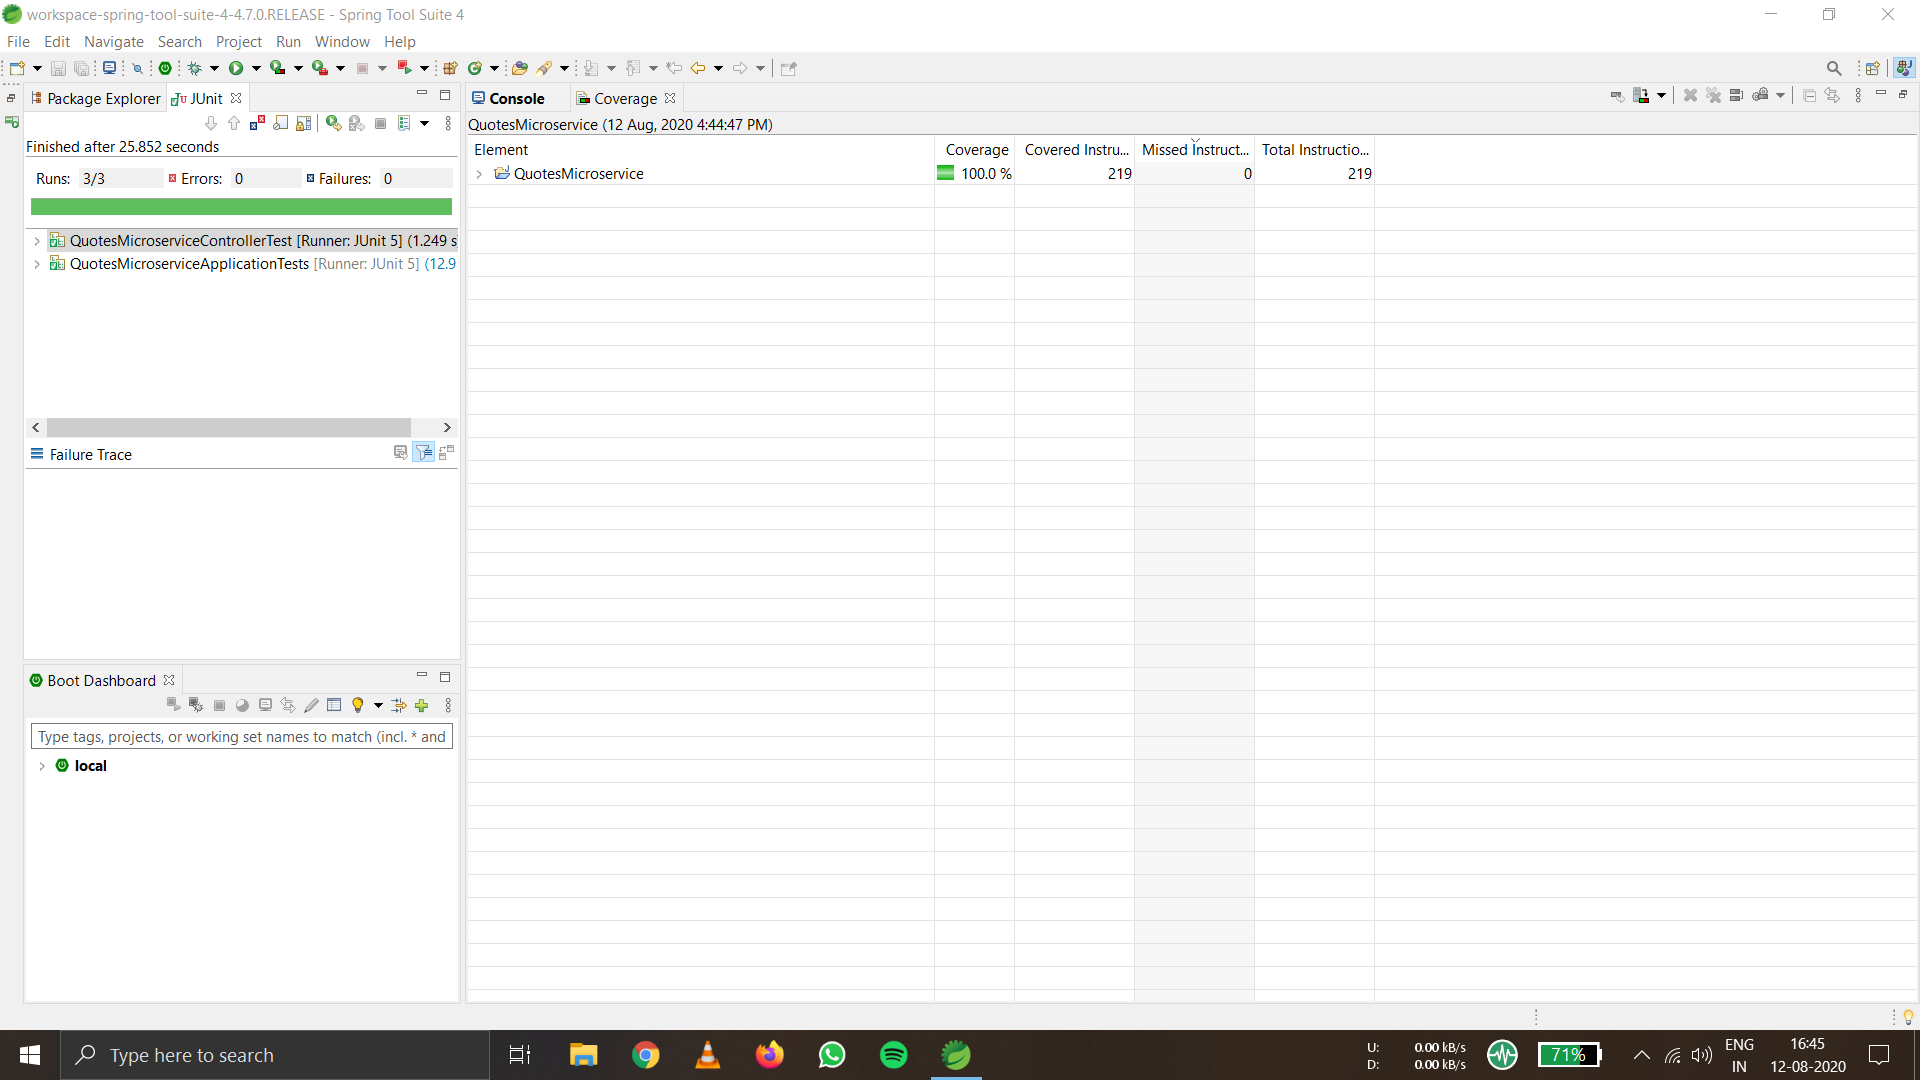 workspace-spring-tool-suite-4-4.7.0.RELEASE - Spring Tool Suite 4
File Edit Navigate Search Project Run Window Help
Package Explorer JUnit
Finished after 25.852 seconds
Runs: 3/3 Errors: 0 Failures: 0
QuotesMicroserviceControllerTest [Runner: JUnit 5] (1.249 s
QuotesMicroserviceApplicationTests [Runner: JUnit 5] (12.9
Failure Trace
Boot Dashboard
Type tags, projects, or working set names to match (incl. * and
local
Console Coverage
QuotesMicroservice (12 Aug, 2020 4:44:47 PM)
Element Coverage Covered Instru... Missed Instruct... Total Instructio...
QuotesMicroservice 100.0 % 219 0 219
Type here to search
U: 0.00 kB/s
D: 0.00 kB/s
71%
ENG
IN
16:45
12-08-2020